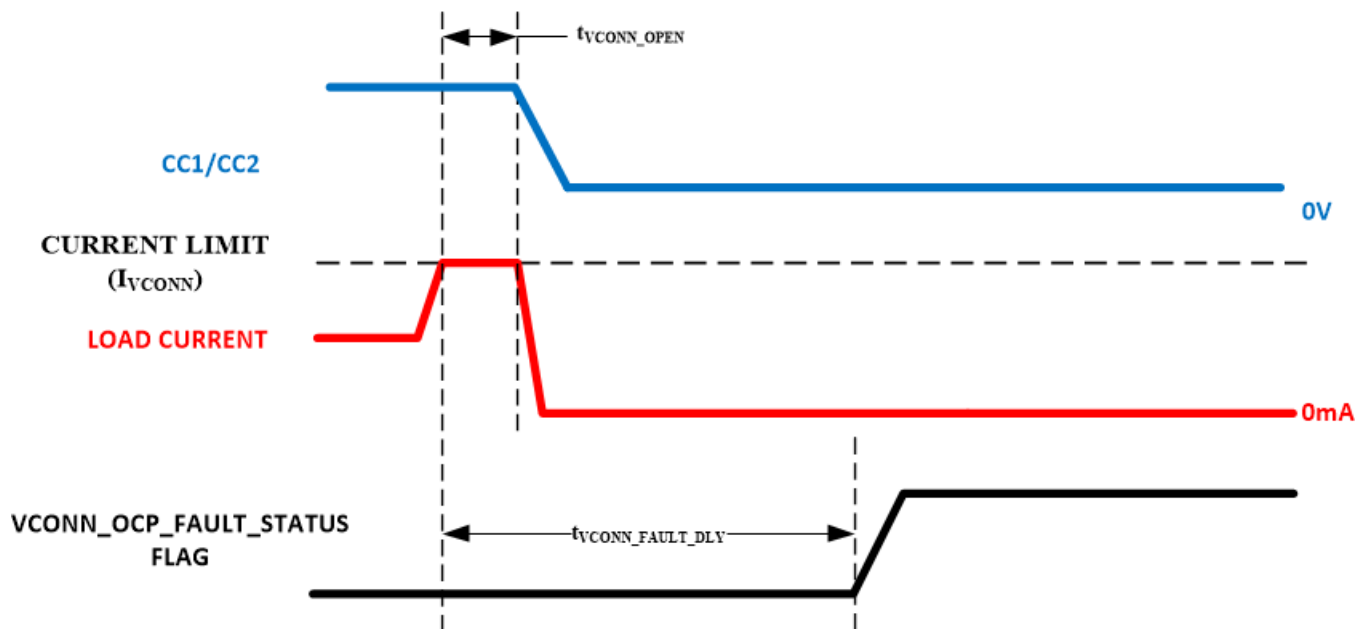 tVCONN_OPEN
CC1/CC2
0V
CURRENT LIMIT
(IVCONN)
LOAD CURRENT
0mA
VCONN_OCP_FAULT_STATUS
FLAG
tVCONN_FAULT_DLY